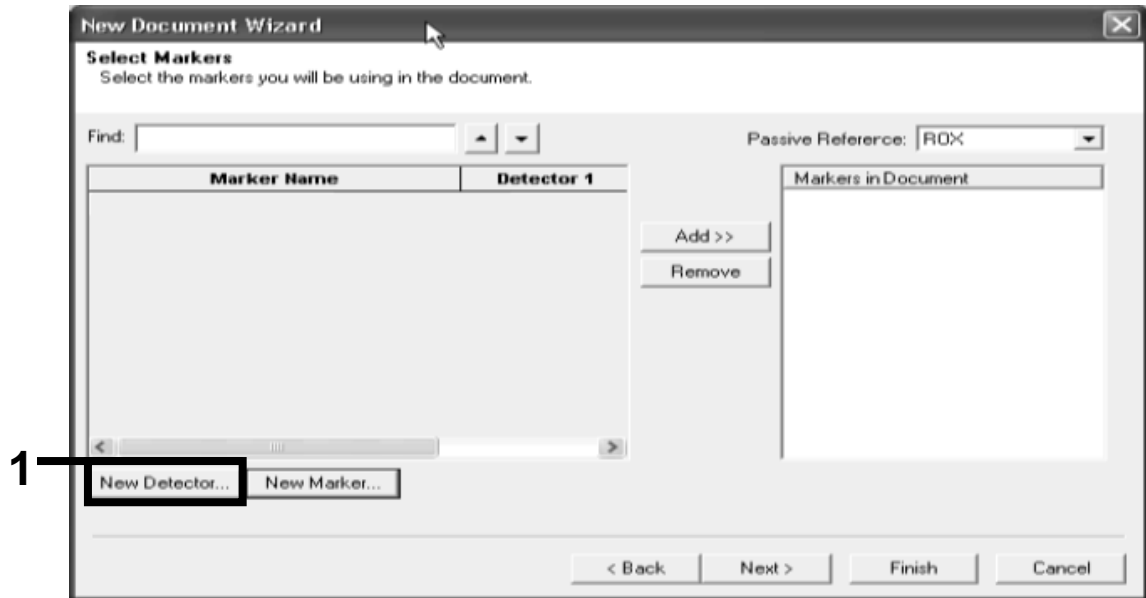 New Document Wizard
Select Markers
Select the markers you will be using in the document.
Find:
Passive Reference: ROX
Marker Name Detector 1
Markers in Document
Add >>
Remove
1
New Detector... New Marker...
< Back Next > Finish Cancel